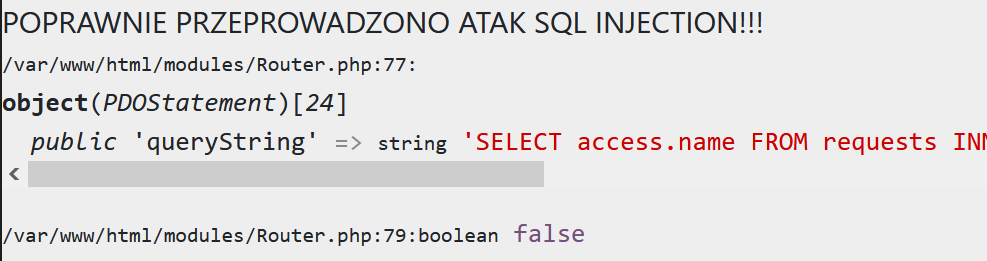 POPRAWNIE PRZEPROWADZONO ATAK SQL INJECTION!!!
/var/www/html/modules/Router.php:77:
object(PDOStatement)[24]
public 'queryString' => string 'SELECT access.name FROM requests INN
/var/www/html/modules/Router.php:79:boolean false